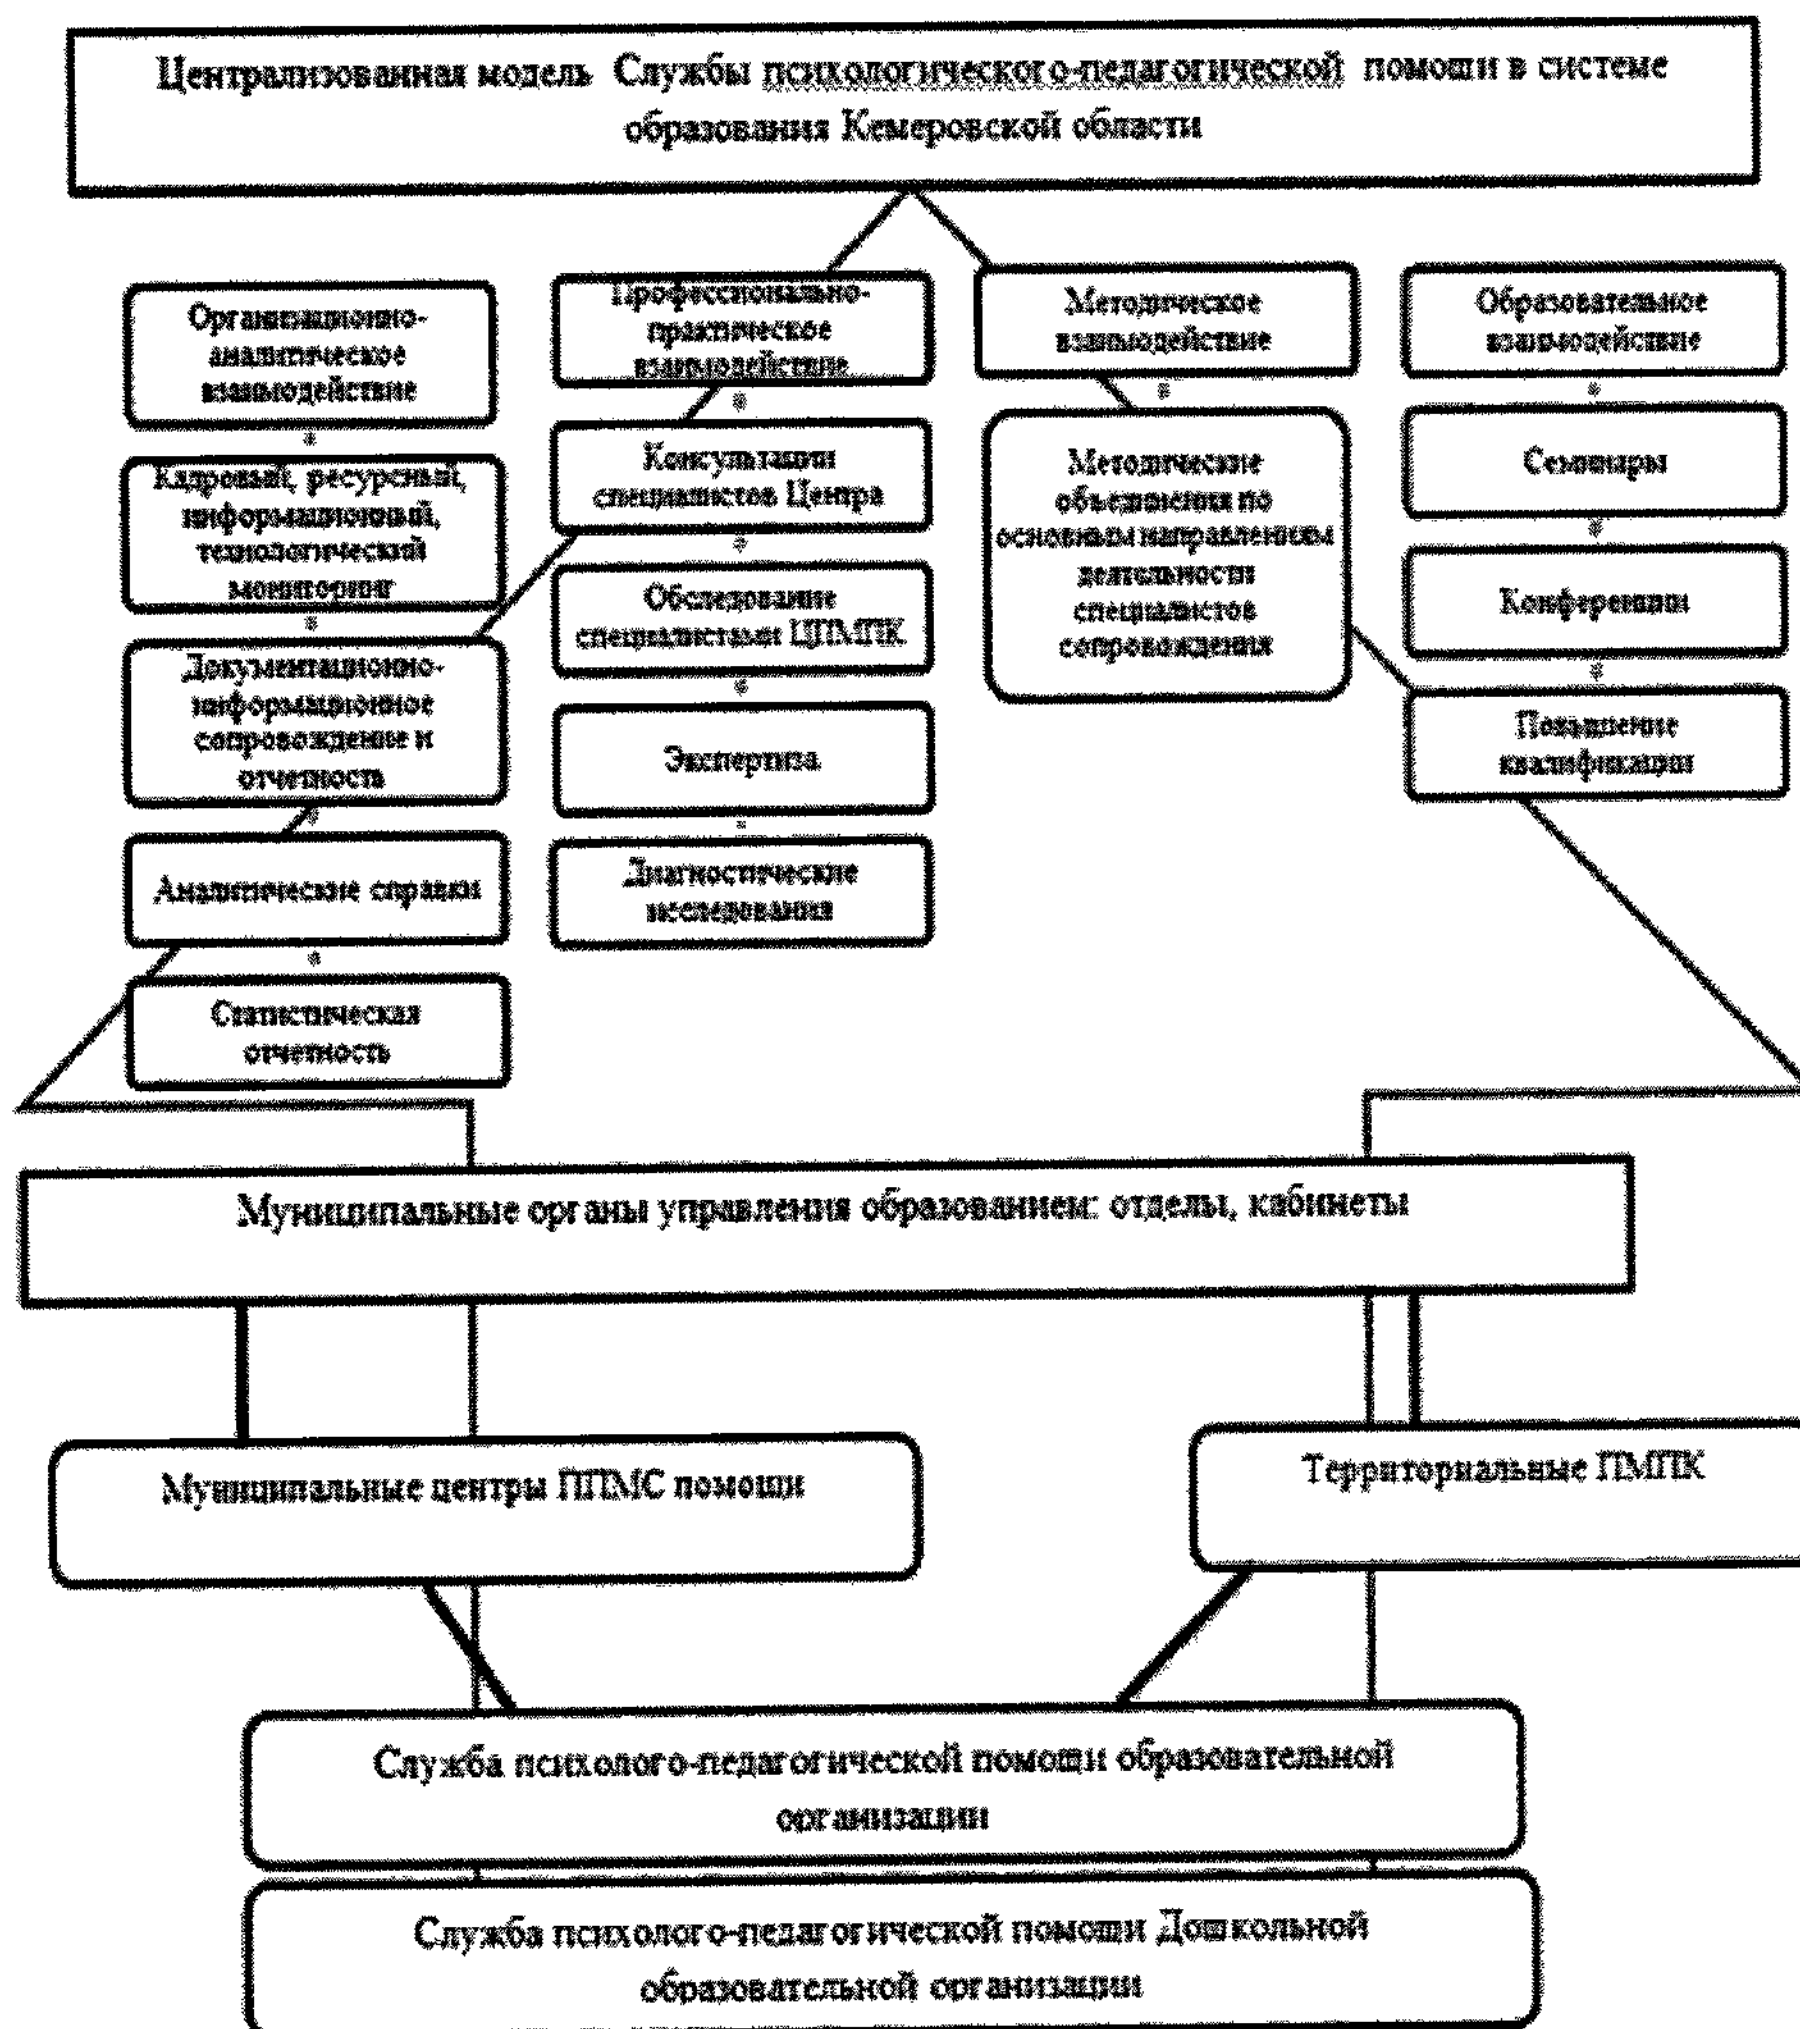 Централизованная модель Службы психологического-педагогической помощи в системе
образования Кемеровской области
Организационно-
аналитическое
взаимодействие
Кадровый, ресурсный,
информационный,
технологический
мониторинг
Документационно-
информационное
сопровождение и
отчетность
Аналитические справки
Статистическая
отчетность
Профессионально-
практическое
взаимодействие
Консультации
специалистов Центра
Обследование
специалистами ЦПМПК
Экспертиза
Диагностические
исследования
Методическое
взаимодействие
Методические
объединения по
основным направлениям
деятельности
специалистов
сопровождения
Образовательное
взаимодействие
Семинары
Конференции
Повышение
квалификации
Муниципальные органы управления образованием: отделы, кабинеты
Муниципальные центры ППМС помощи
Территориальные ПМПК
Служба психолого-педагогической помощи образовательной
организации
Служба психолого-педагогической помощи Дошкольной
образовательной организации